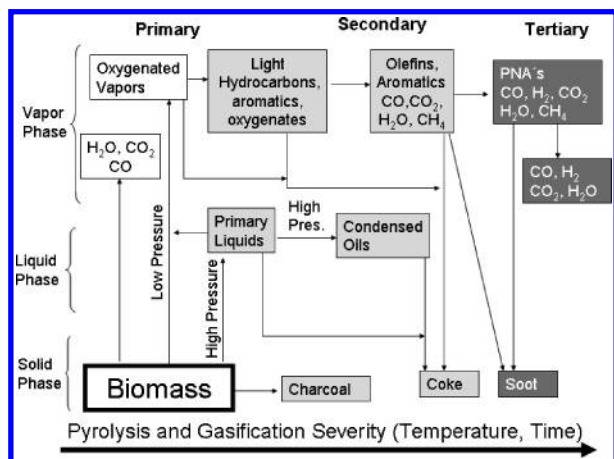 Primary
Secondary
Tertiary
Vapor
Phase
Oxygenated
Vapors
Light
Hydrocarbons,
aromatics,
oxygenates
Olefins,
Aromatics
CO,CO₂,
H₂O, CH₄
PNA´s
CO, H₂, CO₂
H₂O, CH₄
H₂O, CO₂
CO
CO, H₂
CO₂, H₂O
Liquid
Phase
Low Pressure
Primary
Liquids
High
Pres.
Condensed
Oils
High Pressure
Solid
Phase
Biomass
Charcoal
Coke
Soot
Pyrolysis and Gasification Severity (Temperature, Time)